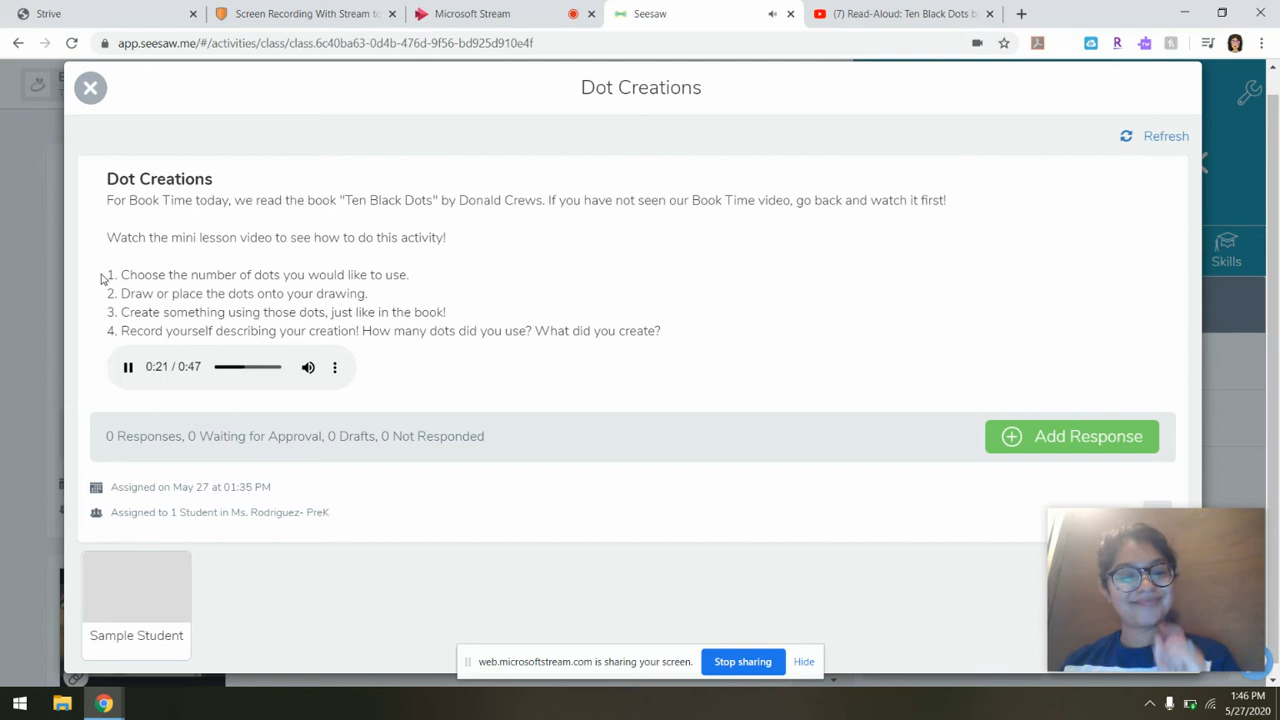 Strive
Screen Recording With Stream to
Microsoft Stream
Seesaw
(7) Read-Aloud: Ten Black Dots b
app.seesaw.me/#/activities/class/class.6c40ba63-0d4b-476d-9f56-bd925d910e4f
Dot Creations
Refresh
Dot Creations
For Book Time today, we read the book "Ten Black Dots" by Donald Crews. If you have not seen our Book Time video, go back and watch it first!
Watch the mini lesson video to see how to do this activity!
1. Choose the number of dots you would like to use.
2. Draw or place the dots onto your drawing.
3. Create something using those dots, just like in the book!
4. Record yourself describing your creation! How many dots did you use? What did you create?
0:21 / 0:47
Skills
0 Responses, 0 Waiting for Approval, 0 Drafts, 0 Not Responded
Add Response
Assigned on May 27 at 01:35 PM
Assigned to 1 Student in Ms. Rodriguez- PreK
Sample Student
web.microsoftstream.com is sharing your screen.
Stop sharing
Hide
1:46 PM
5/27/2020